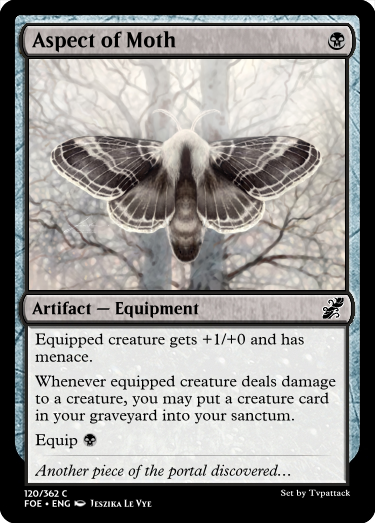 Aspect of Moth
Artifact — Equipment
Equipped creature gets +1/+0 and has
menace.
Whenever equipped creature deals damage
to a creature, you may put a creature card
in your graveyard into your sanctum.
Equip
Another piece of the portal discovered…
120/362 C
Set by Tvpattack
FOE • ENG Jeszika Le Vye